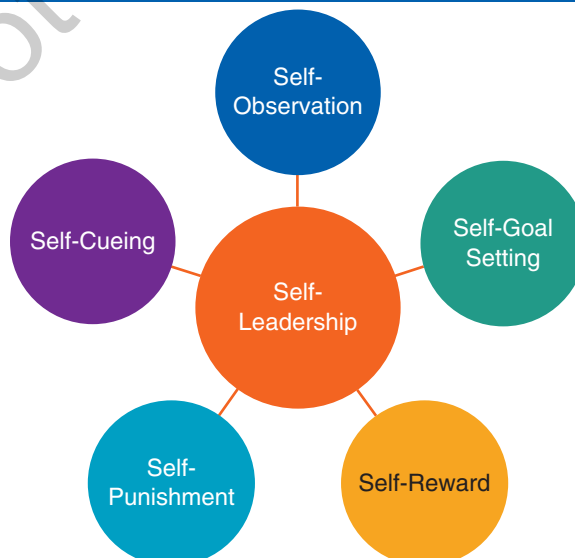 Self-
Observation
Self-Goal
Setting
Self-Reward
Self-
Punishment
Self-Cueing
Self-
Leadership